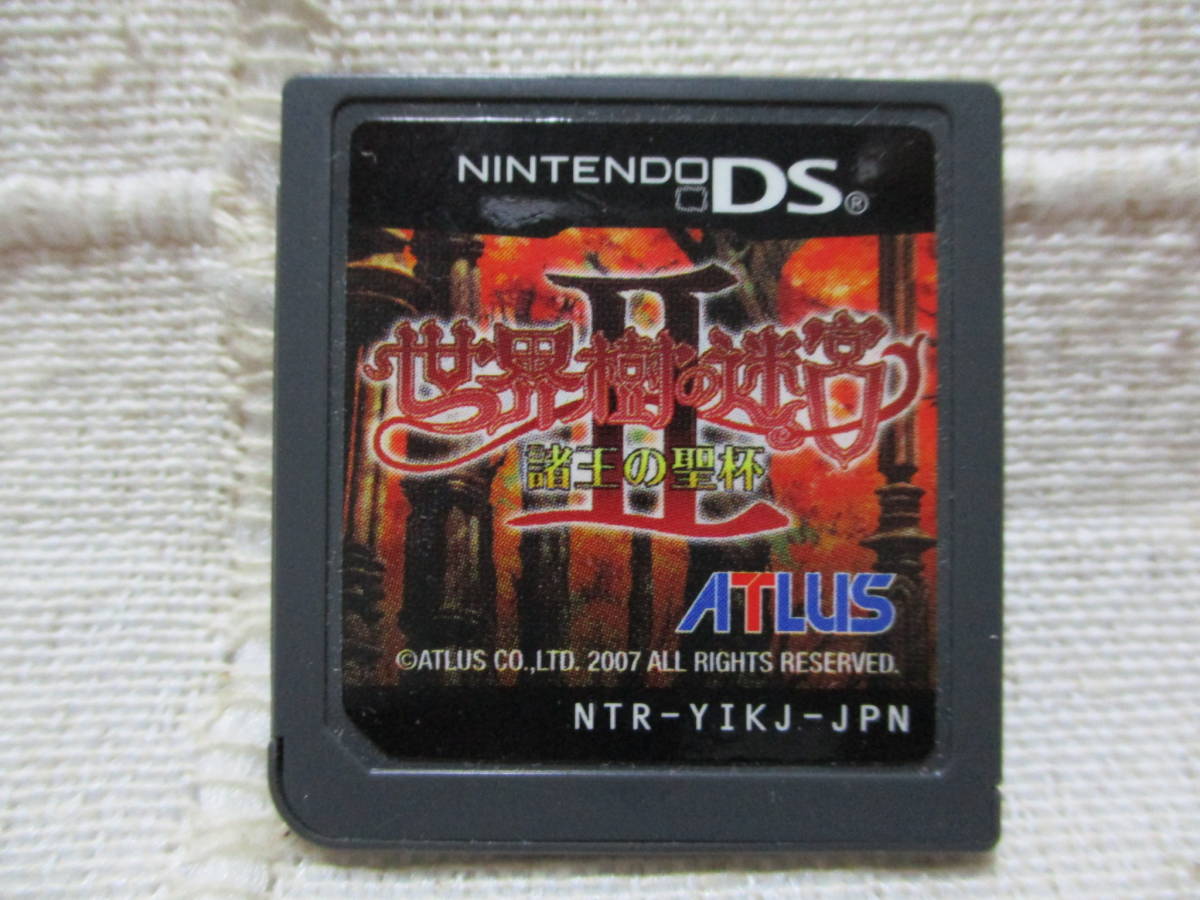 NINTENDO DS®
世界樹の迷宮 II
諸王の聖杯
ATLUS
©ATLUS CO.,LTD. 2007 ALL RIGHTS RESERVED.
NTR-YIKJ-JPN